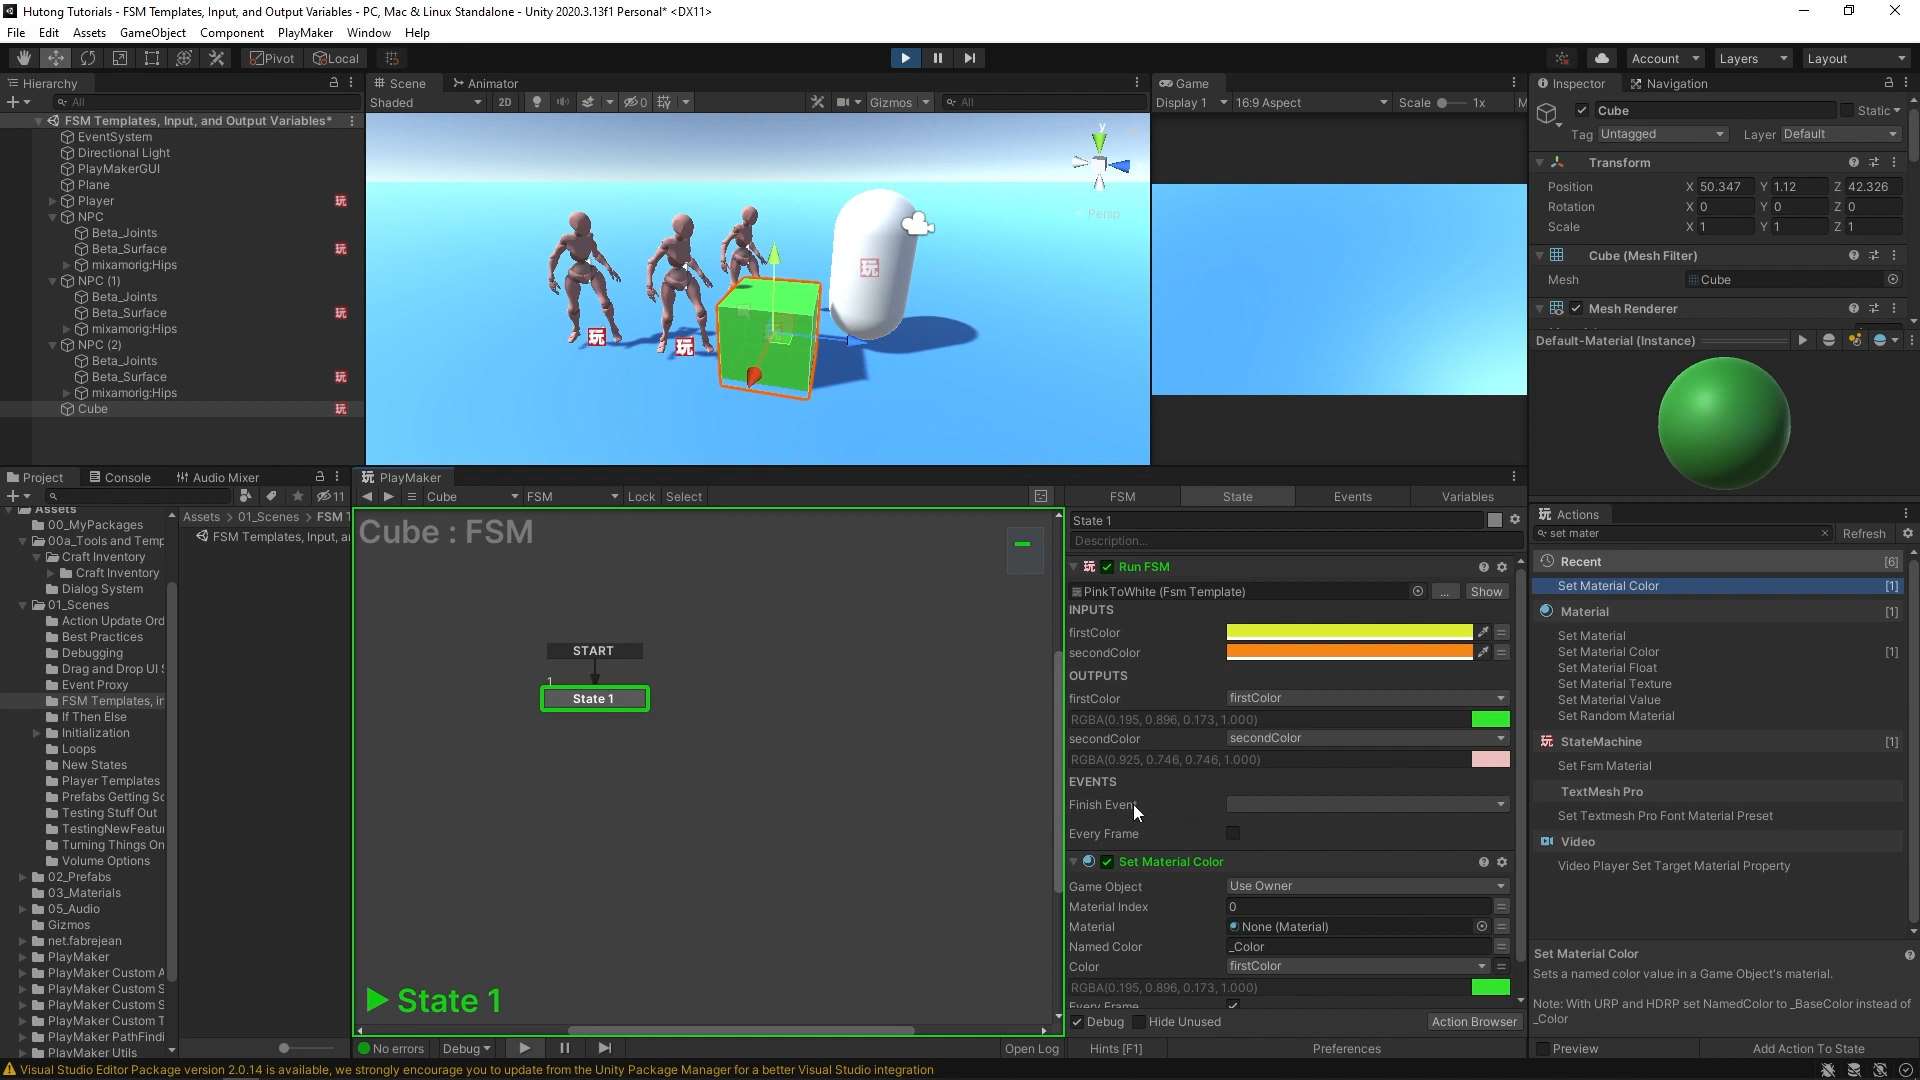 Hutong Tutorials - FSM Templates, Input, and Output Variables - PC, Mac & Linux Standalone - Unity 2020.3.13f1 Personal* <DX11>
File Edit Assets GameObject Component PlayMaker Window Help
Pivot Local Account Layers Layout
Hierarchy
All
FSM Templates, Input, and Output Variables*
EventSystem
Directional Light
PlayMakerGUI
Plane
Player
NPC
Beta_Joints
Beta_Surface
mixamorig:Hips
NPC (1)
Beta_Joints
Beta_Surface
mixamorig:Hips
NPC (2)
Beta_Joints
Beta_Surface
mixamorig:Hips
Cube
玩
玩
玩
玩
玩
Scene Animator
Shaded 2D 0 Gizmos All
y
Persp
玩
玩
玩
Game
Display 1 16:9 Aspect Scale 1x M
Inspector Navigation
Cube Static
Tag Untagged Layer Default
Transform
Position X 50.347 Y 1.12 Z 42.326
Rotation X 0 Y 0 Z 0
Scale X 1 Y 1 Z 1
Cube (Mesh Filter)
Mesh Cube
Mesh Renderer
Default-Material (Instance)
Project Console Audio Mixer
11
Assets
00_MyPackages
00a_Tools and Temp
Craft Inventory
Craft Inventory
Dialog System
01_Scenes
Action Update Ord
Best Practices
Debugging
Drag and Drop UI S
Event Proxy
FSM Templates, in
If Then Else
Initialization
Loops
New States
Player Templates
Prefabs Getting Sc
Testing Stuff Out
TestingNewFeatur
Turning Things On
Volume Options
02_Prefabs
03_Materials
05_Audio
Gizmos
net.fabrejean
PlayMaker
PlayMaker Custom A
PlayMaker Custom S
PlayMaker Custom S
PlayMaker Custom T
PlayMaker PathFindi
PlayMaker Utils
Assets > 01_Scenes > FSM T
FSM Templates, Input, a
玩 PlayMaker
Cube FSM Lock Select
Cube : FSM
START
1
State 1
State 1
No errors Debug Open Log
FSM State Events Variables
State 1
Description...
玩 Run FSM
PinkToWhite (Fsm Template) ... Show
INPUTS
firstColor
secondColor
OUTPUTS
firstColor firstColor
RGBA(0.195, 0.896, 0.173, 1.000)
secondColor secondColor
RGBA(0.925, 0.746, 0.746, 1.000)
EVENTS
Finish Event
Every Frame
Set Material Color
Game Object Use Owner
Material Index 0
Material None (Material)
Named Color _Color
Color firstColor
RGBA(0.195, 0.896, 0.173, 1.000)
Every Frame
Debug Hide Unused Action Browser
Hints [F1] Preferences
玩 Actions
set mater Refresh
Recent [6]
Set Material Color [1]
Material [1]
Set Material
Set Material Color [1]
Set Material Float
Set Material Texture
Set Material Value
Set Random Material
玩 StateMachine [1]
Set Fsm Material
TextMesh Pro
Set Textmesh Pro Font Material Preset
Video
Video Player Set Target Material Property
Set Material Color
Sets a named color value in a Game Object's material.
Note: With URP and HDRP set NamedColor to _BaseColor instead of
_Color
Preview Add Action To State
Visual Studio Editor Package version 2.0.14 is available, we strongly encourage you to update from the Unity Package Manager for a better Visual Studio integration